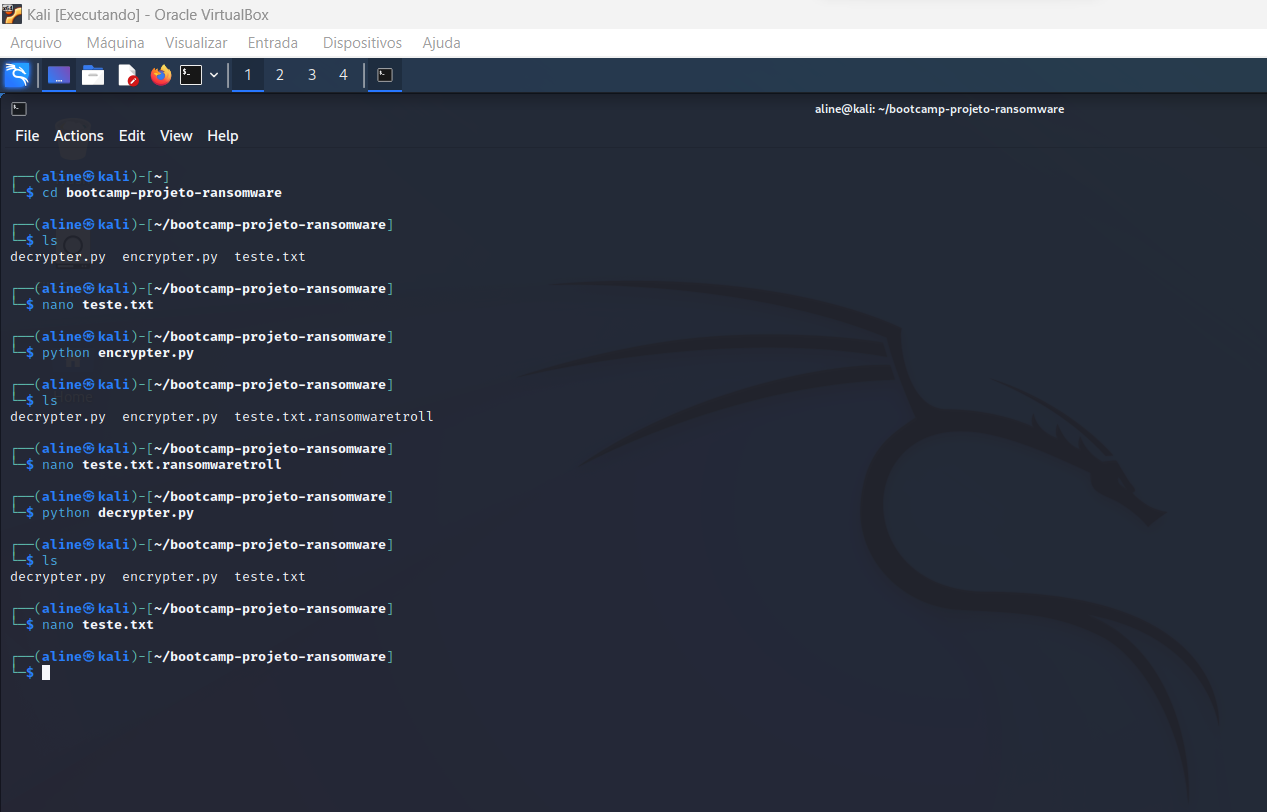 Kali [Executando] - Oracle VirtualBox
Arquivo Máquina Visualizar Entrada Dispositivos Ajuda
1 2 3 4
aline@kali: ~/bootcamp-projeto-ransomware
File Actions Edit View Help
┌──(aline㉿kali)-[~]
└─$ cd bootcamp-projeto-ransomware
┌──(aline㉿kali)-[~/bootcamp-projeto-ransomware]
└─$ ls
decrypter.py encrypter.py teste.txt
┌──(aline㉿kali)-[~/bootcamp-projeto-ransomware]
└─$ nano teste.txt
┌──(aline㉿kali)-[~/bootcamp-projeto-ransomware]
└─$ python encrypter.py
┌──(aline㉿kali)-[~/bootcamp-projeto-ransomware]
└─$ ls
decrypter.py encrypter.py teste.txt.ransomwaretroll
┌──(aline㉿kali)-[~/bootcamp-projeto-ransomware]
└─$ nano teste.txt.ransomwaretroll
┌──(aline㉿kali)-[~/bootcamp-projeto-ransomware]
└─$ python decrypter.py
┌──(aline㉿kali)-[~/bootcamp-projeto-ransomware]
└─$ ls
decrypter.py encrypter.py teste.txt
┌──(aline㉿kali)-[~/bootcamp-projeto-ransomware]
└─$ nano teste.txt
┌──(aline㉿kali)-[~/bootcamp-projeto-ransomware]
└─$